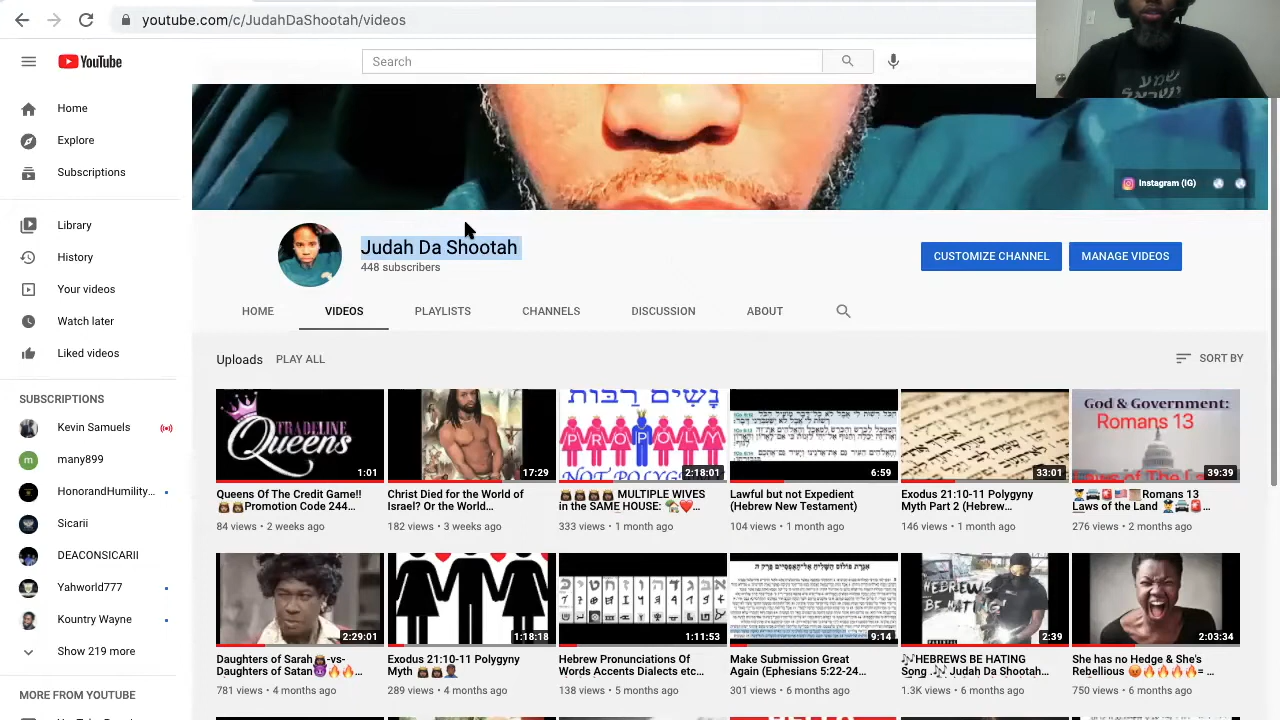 youtube.com/c/JudahDaShootah/videos
YouTube
Search
שמע
ישראל
Home
Explore
Subscriptions
Library
History
Your videos
Watch later
Liked videos
SUBSCRIPTIONS
Kevin Samuels
m
many899
HonorandHumility...
Sicarii
DEACONSICARII
Show 219 more
MORE FROM YOUTUBE
Instagram (IG)
Judah Da Shootah
448 subscribers
CUSTOMIZE CHANNEL
MANAGE VIDEOS
HOME
VIDEOS
PLAYLISTS
CHANNELS
DISCUSSION
ABOUT
Uploads
PLAY ALL
SORT BY
TRADELINE
Queens
1:01
Queens Of The Credit Game!!
Promotion Code 244...
84 views • 2 weeks ago
17:29
Christ Died for the World of
Israel? Or the World...
182 views • 3 weeks ago
נָשִׁים רַבּוֹת
PROPOLY
NOT POLYG
2:18:01
MULTIPLE WIVES
in the SAME HOUSE:
333 views • 1 month ago
6:59
Lawful but not Expedient
(Hebrew New Testament)
104 views • 1 month ago
33:01
Exodus 21:10-11 Polygyny
Myth Part 2 (Hebrew...
146 views • 1 month ago
God & Government:
Romans 13
Laws of The La
39:39
Romans 13
Laws of the Land
276 views • 2 months ago
2:29:01
Daughters of Sarah -vs-
Daughters of Satan
781 views • 4 months ago
1:18:18
Exodus 21:10-11 Polygyny
Myth
289 views • 4 months ago
1:11:53
Hebrew Pronunciations Of
Words Accents Dialects etc...
138 views • 5 months ago
9:14
Make Submission Great
Again (Ephesians 5:22-24...
301 views • 6 months ago
HEBREWS
BE HATING
2:39
HEBREWS BE HATING
Song Judah Da Shootah...
1.3K views • 6 months ago
2:03:34
She has no Hedge & She's
Rebellious = ...
750 views • 6 months ago